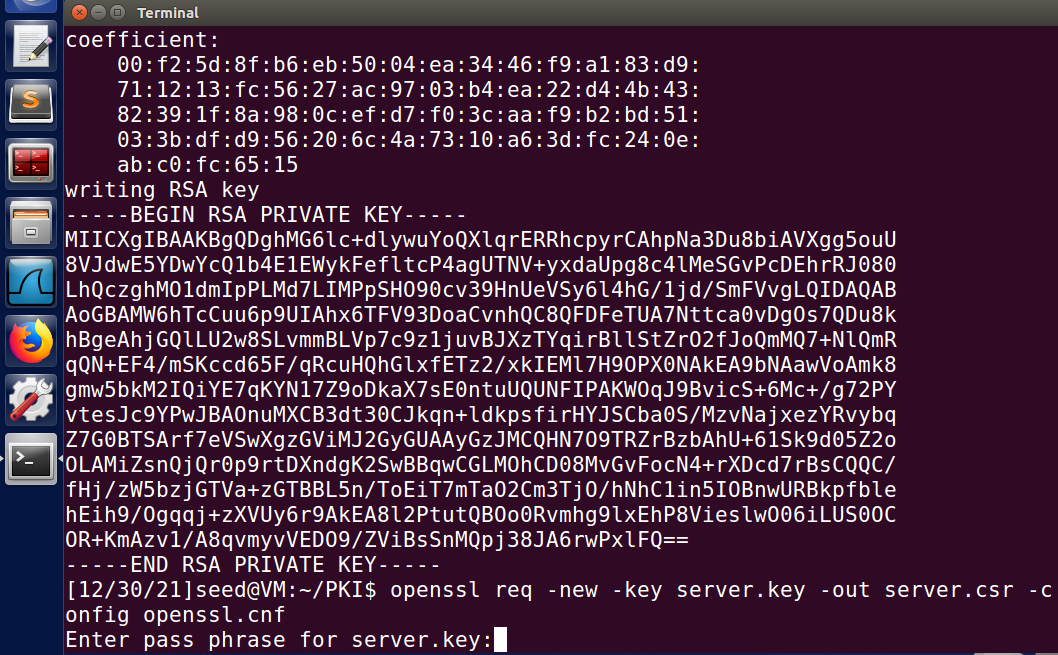 Terminal
coefficient:
00:f2:5d:8f:b6:eb:50:04:ea:34:46:f9:a1:83:d9:
71:12:13:fc:56:27:ac:97:03:b4:ea:22:d4:4b:43:
82:39:1f:8a:98:0c:ef:d7:f0:3c:aa:f9:b2:bd:51:
03:3b:df:d9:56:20:6c:4a:73:10:a6:3d:fc:24:0e:
ab:c0:fc:65:15
writing RSA key
-----BEGIN RSA PRIVATE KEY-----
MIICXgIBAAKBgQDghMG6lc+dlywuYoQXlqrERRhcpyrCAhpNa3Du8biAVXgg5ouU
8VJdwE5YDwYcQ1b4E1EWykFefltcP4agUTNV+yxdaUpg8c4lMeSGvPcDEhrRJ080
LhQczghMO1dmIpPLMd7LIMPpSHO90cv39HnUeVSy6l4hG/1jd/SmFVvgLQIDAQAB
AoGBAMW6hTcCuu6p9UIAhx6TFV93DoaCvnhQC8QFDFeTUA7Nttca0vDgOs7QDu8k
hBgeAhjGQlLU2w8SLvmmBLVp7c9z1juvBJXzTYqirBllStZrO2fJoQmMQ7+NlQmR
qQN+EF4/mSKccd65F/qRcuHQhGlxfETz2/xkIEMl7H9OPX0NAkEA9bNAawVoAmk8
gmw5bkM2IQiYE7qKYN17Z9oDkaX7sE0ntuUQUNFIPAKWOqJ9BvicS+6Mc+/g72PY
vtesJc9YPwJBAOnuMXCB3dt30CJkqn+ldkpsfirHYJSCba0S/MzvNajxezYRvybq
Z7G0BTSArf7eVSwXgzGViMJ2GyGUAAyGzJMCQHN7O9TRZrBzbAhU+61Sk9d05Z2o
OLAMiZsnQjQr0p9rtDXndgK2SwBBqwCGLMOhCD08MvGvFocN4+rXDcd7rBsCQQC/
fHj/zW5bzjGTVa+zGTBBL5n/ToEiT7mTaO2Cm3TjO/hNhC1in5IOBnwURBkpfble
hEih9/Ogqqj+zXVUy6r9AkEA8l2PtutQBOo0Rvmhg9lxEhP8VieslwO06iLUS0OC
OR+KmAzv1/A8qvmyvVEDO9/ZViBsSnMQpj38JA6rwPxlFQ==
-----END RSA PRIVATE KEY-----
[12/30/21]seed@VM:~/PKI$ openssl req -new -key server.key -out server.csr -c
onfig openssl.cnf
Enter pass phrase for server.key: